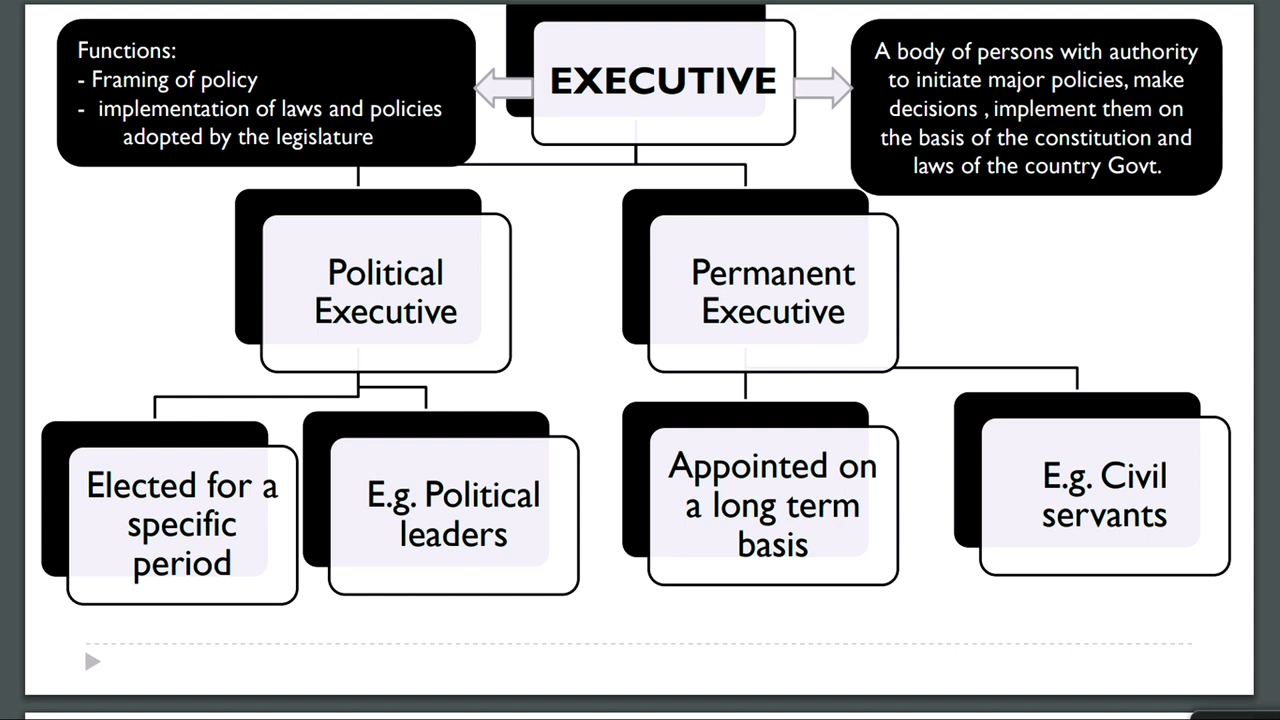 Functions:
- Framing of policy
- implementation of laws and policies
adopted by the legislature
EXECUTIVE
A body of persons with authority
to initiate major policies, make
decisions , implement them on
the basis of the constitution and
laws of the country Govt.
Political
Executive
Permanent
Executive
Elected for a
specific
period
E.g. Political
leaders
Appointed on
a long term
basis
E.g. Civil
servants